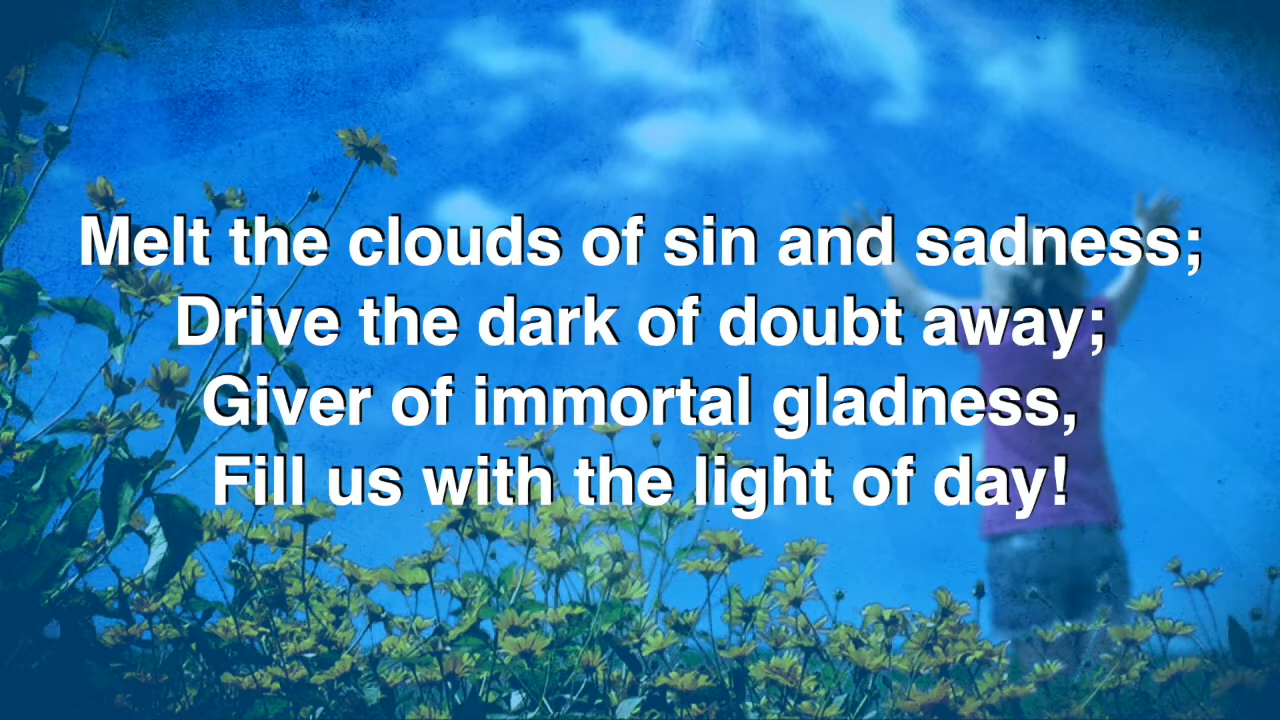 Melt the clouds of sin and sadness;
Drive the dark of doubt away;
Giver of immortal gladness,
Fill us with the light of day!